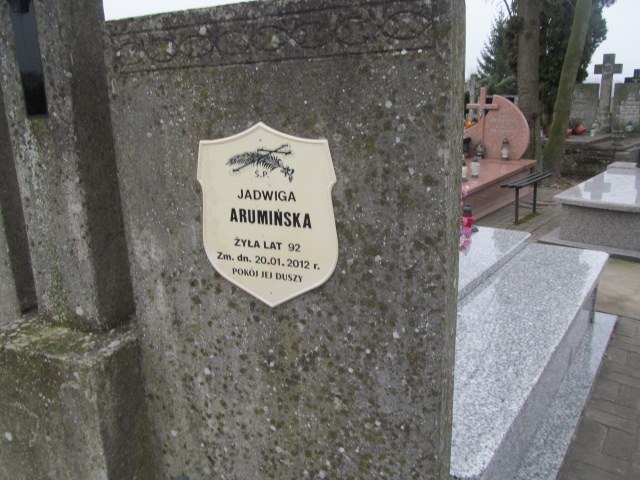 Ś.P.
JADWIGA
ARUMIŃSKA
ŻYŁA LAT 92
Zm. dn. 20.01.2012 r.
POKÓJ JEJ DUSZY